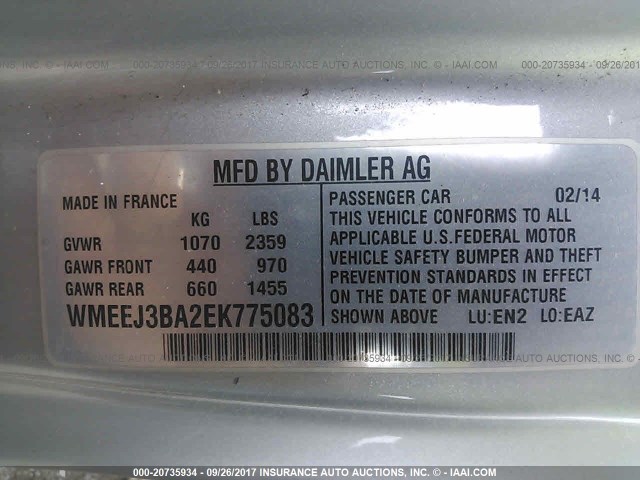 INSURANCE AUTO AUCTIONS, INC. - IAAI.COM 000-20735934 - 09/26/2017
MFD BY DAIMLER AG
MADE IN FRANCE
KG LBS
GVWR 1070 2359
GAWR FRONT 440 970
GAWR REAR 660 1455
WMEEJ3BA2EK775083
PASSENGER CAR 02/14
THIS VEHICLE CONFORMS TO ALL
APPLICABLE U.S.FEDERAL MOTOR
VEHICLE SAFETY BUMPER AND THEFT
PREVENTION STANDARDS IN EFFECT
ON THE DATE OF MANUFACTURE
SHOWN ABOVE LU:EN2 LO:EAZ
000-20735934 - 09/26/2017 INSURANCE AUTO AUCTIONS, INC. - IAAI.COM